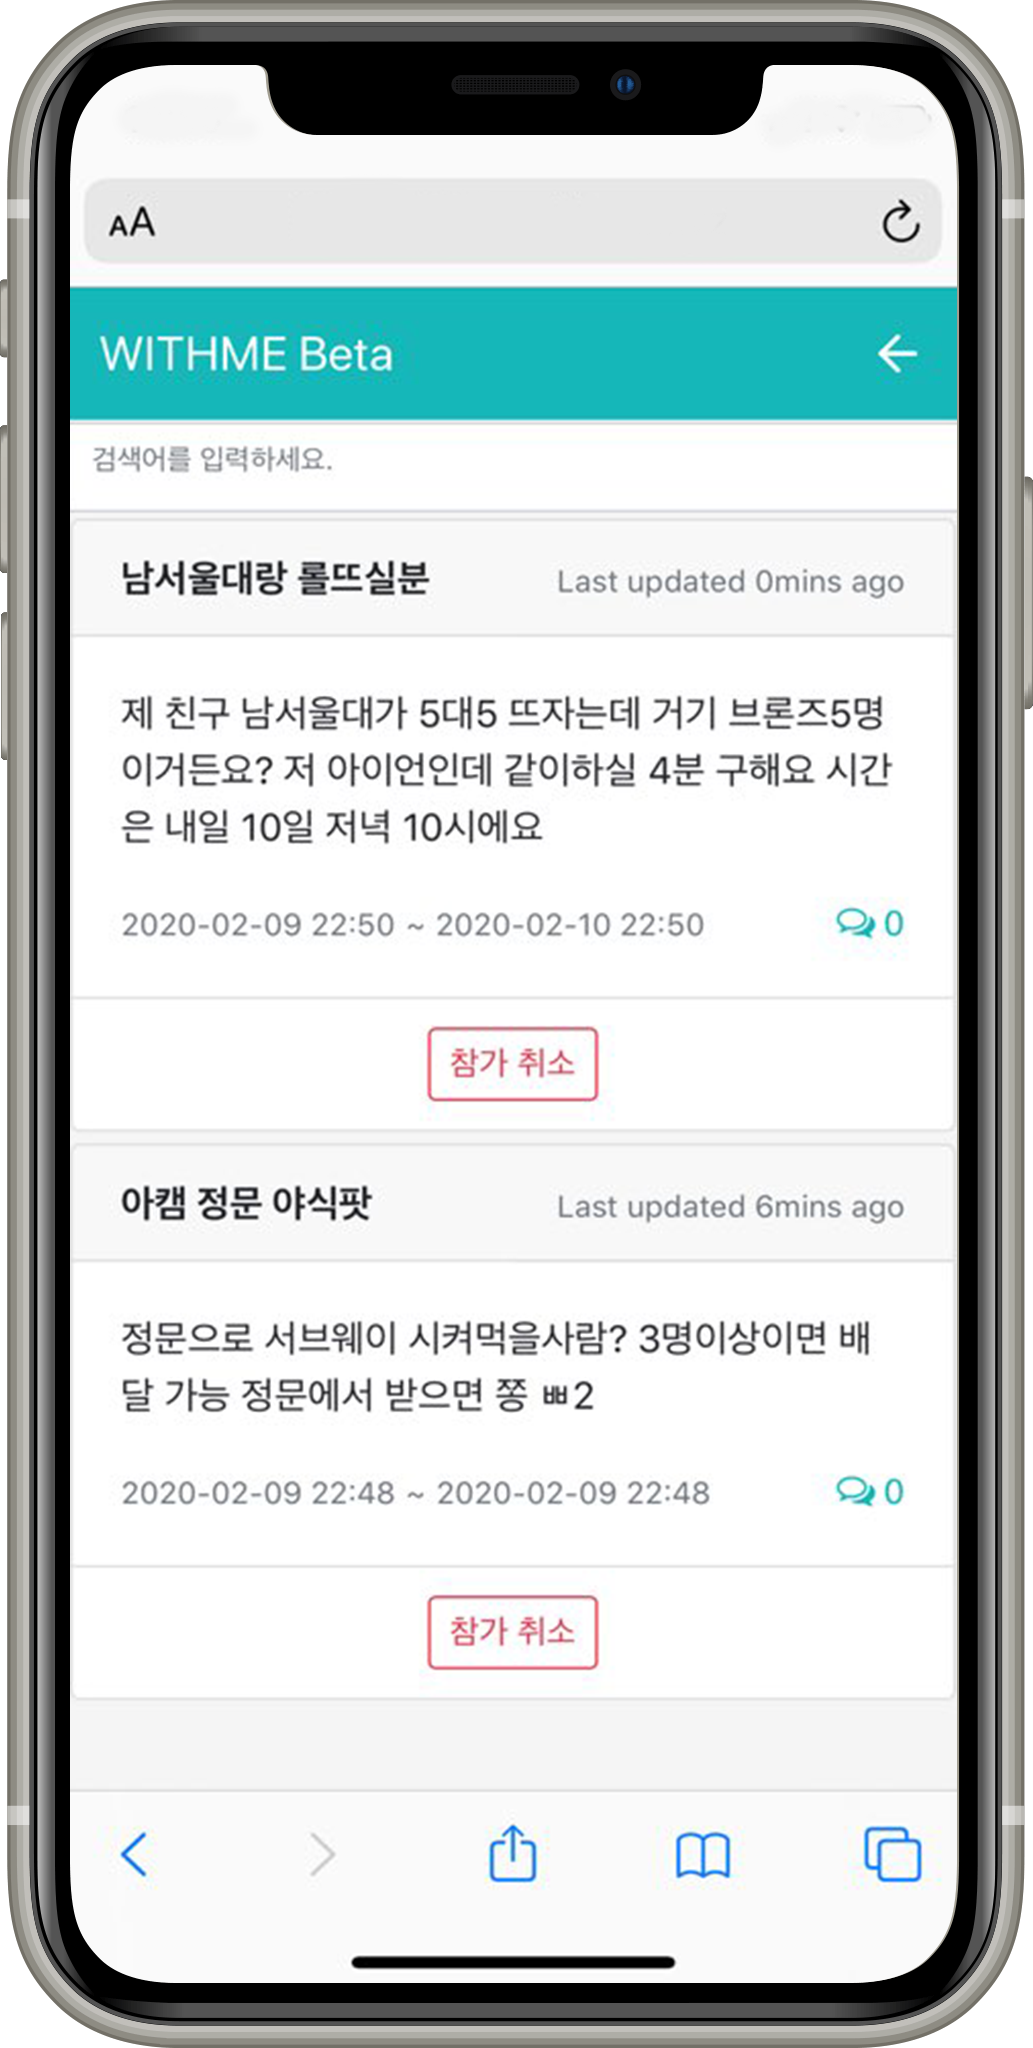 AA
WITHME Beta
검색어를 입력하세요.
남서울대랑 롤뜨실분 Last updated 0mins ago
제 친구 남서울대가 5대5 뜨자는데 거기 브론즈5명
이거든요? 저 아이언인데 같이하실 4분 구해요 시간
은 내일 10일 저녁 10시에요
2020-02-09 22:50 ~ 2020-02-10 22:50 0
참가 취소
아캠 정문 야식팟 Last updated 6mins ago
정문으로 서브웨이 시켜먹을사람? 3명이상이면 배
달 가능 정문에서 받으면 쫑 ㅃ2
2020-02-09 22:48 ~ 2020-02-09 22:48 0
참가 취소